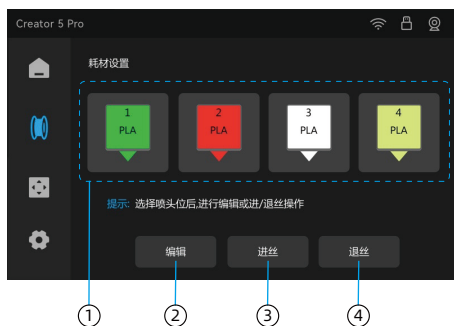 Creator 5 Pro
耗材设置
1 2 3 4
PLA PLA PLA PLA
提示: 选择喷头位后,进行编辑或进/退丝操作
编辑 进丝 退丝
① ② ③ ④